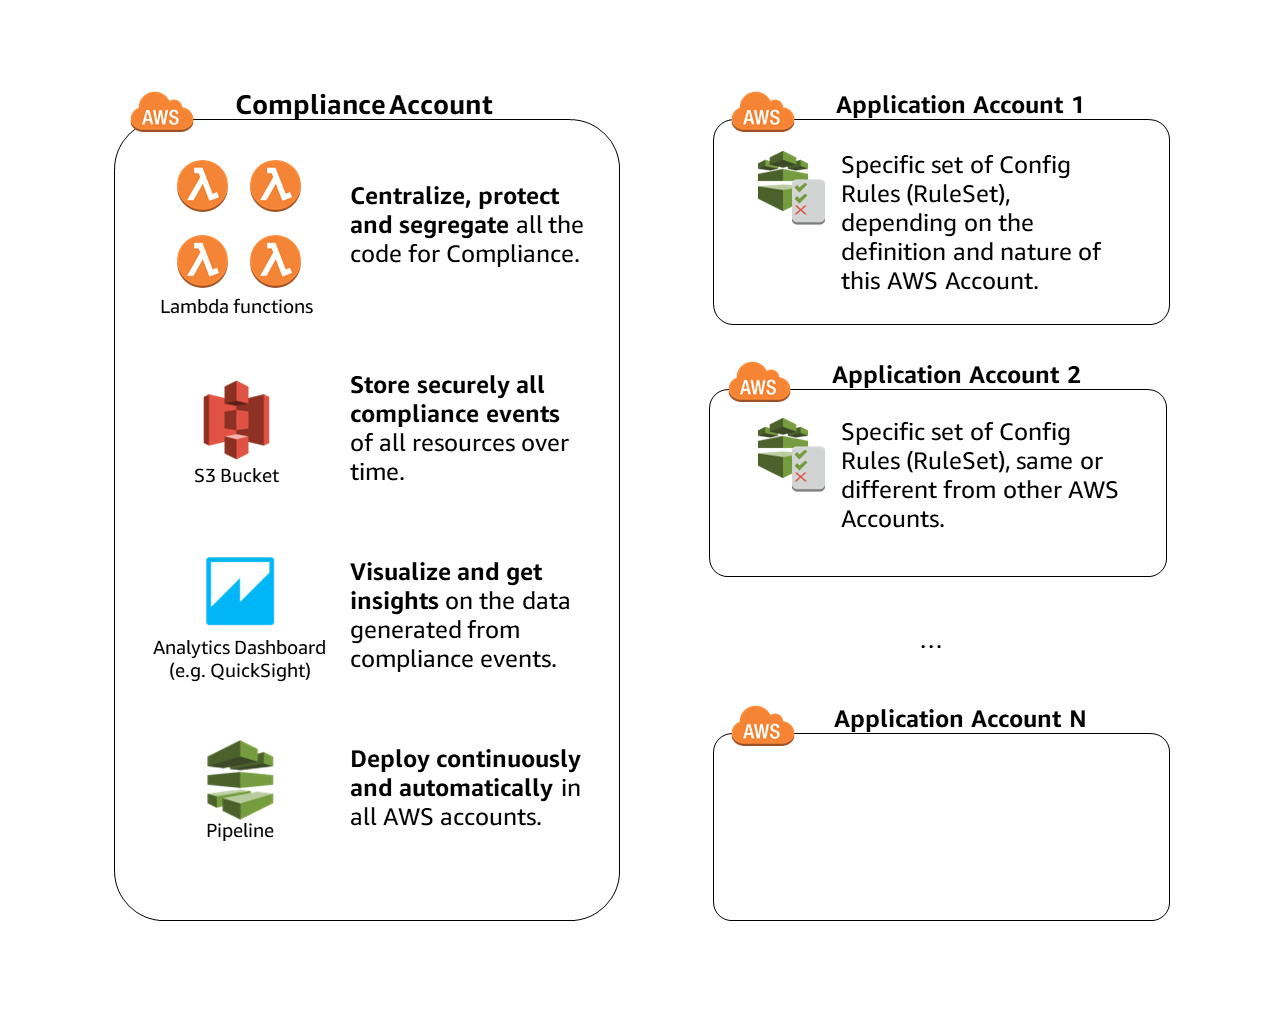 AWS
Compliance Account
Lambda functions
Centralize, protect
and segregate all the
code for Compliance.
S3 Bucket
Store securely all
compliance events
of all resources over
time.
Analytics Dashboard
(e.g. QuickSight)
Visualize and get
insights on the data
generated from
compliance events.
Pipeline
Deploy continuously
and automatically in
all AWS accounts.
AWS
Application Account 1
Specific set of Config
Rules (RuleSet),
depending on the
definition and nature of
this AWS Account.
AWS
Application Account 2
Specific set of Config
Rules (RuleSet), same or
different from other AWS
Accounts.
...
AWS
Application Account N